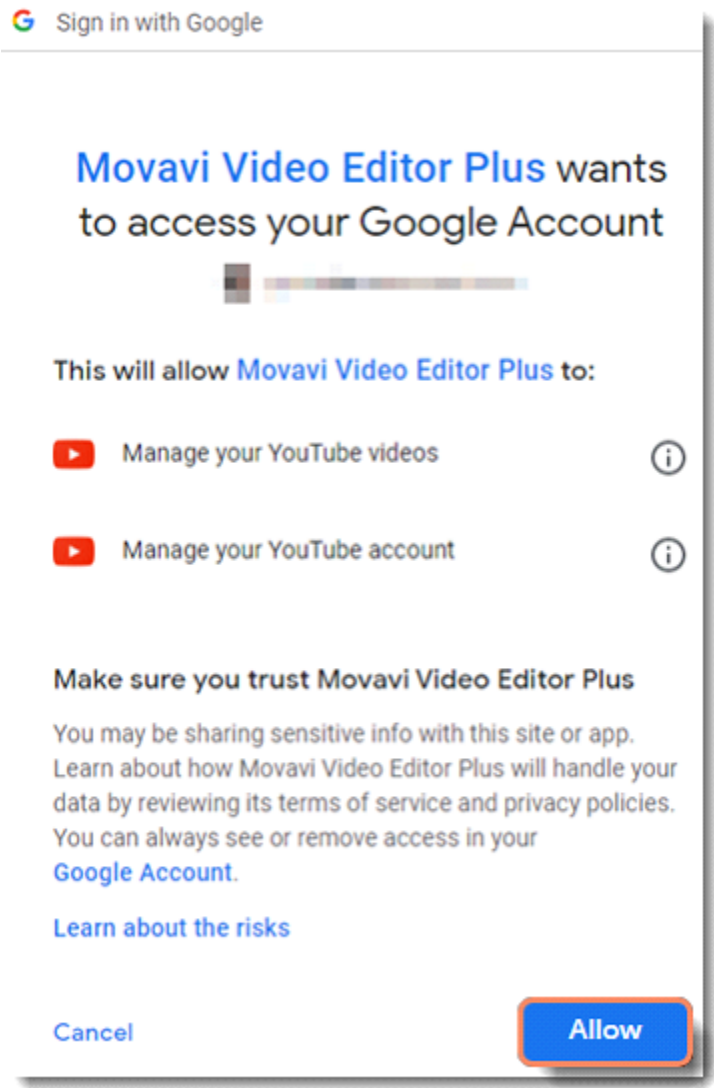 Sign in with Google
Movavi Video Editor Plus wants
to access your Google Account
This will allow Movavi Video Editor Plus to:
Manage your YouTube videos
Manage your YouTube account
Make sure you trust Movavi Video Editor Plus
You may be sharing sensitive info with this site or app.
Learn about how Movavi Video Editor Plus will handle your
data by reviewing its terms of service and privacy policies.
You can always see or remove access in your
Google Account.
Learn about the risks
Cancel
Allow